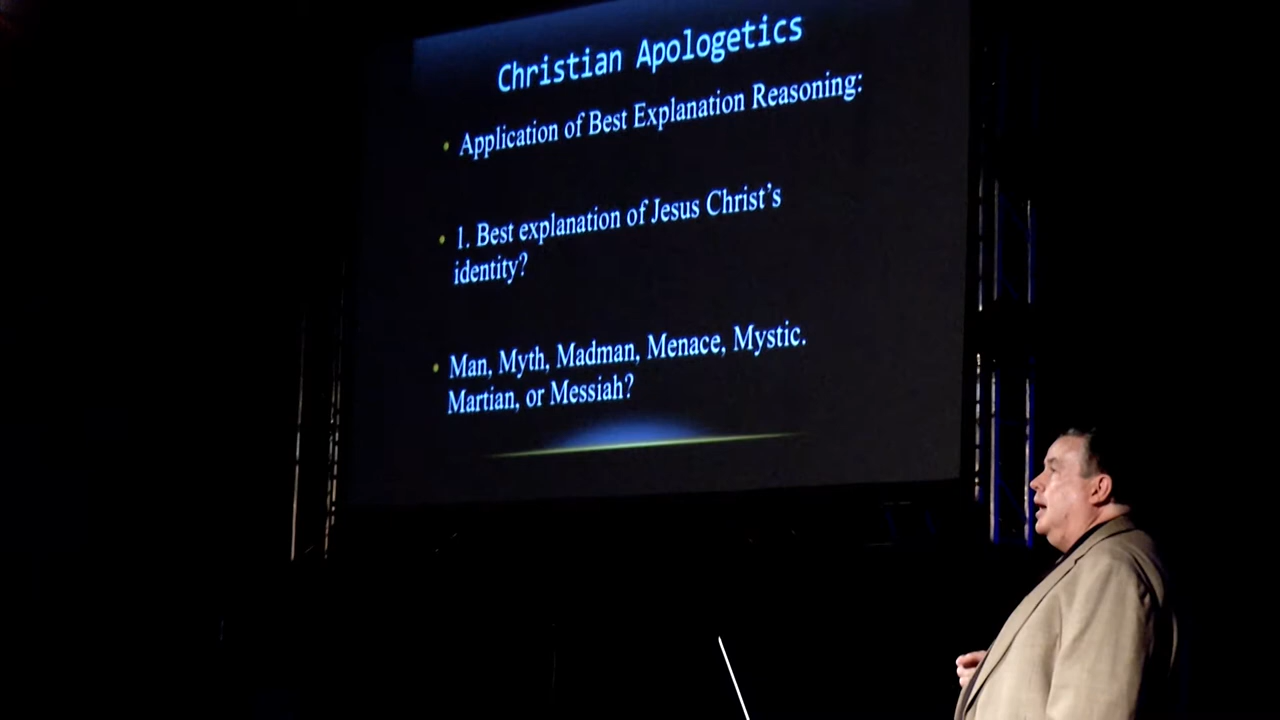 Christian Apologetics
• Application of Best Explanation Reasoning:
• 1. Best explanation of Jesus Christ's
identity?
• Man, Myth, Madman, Menace, Mystic.
Martian, or Messiah?